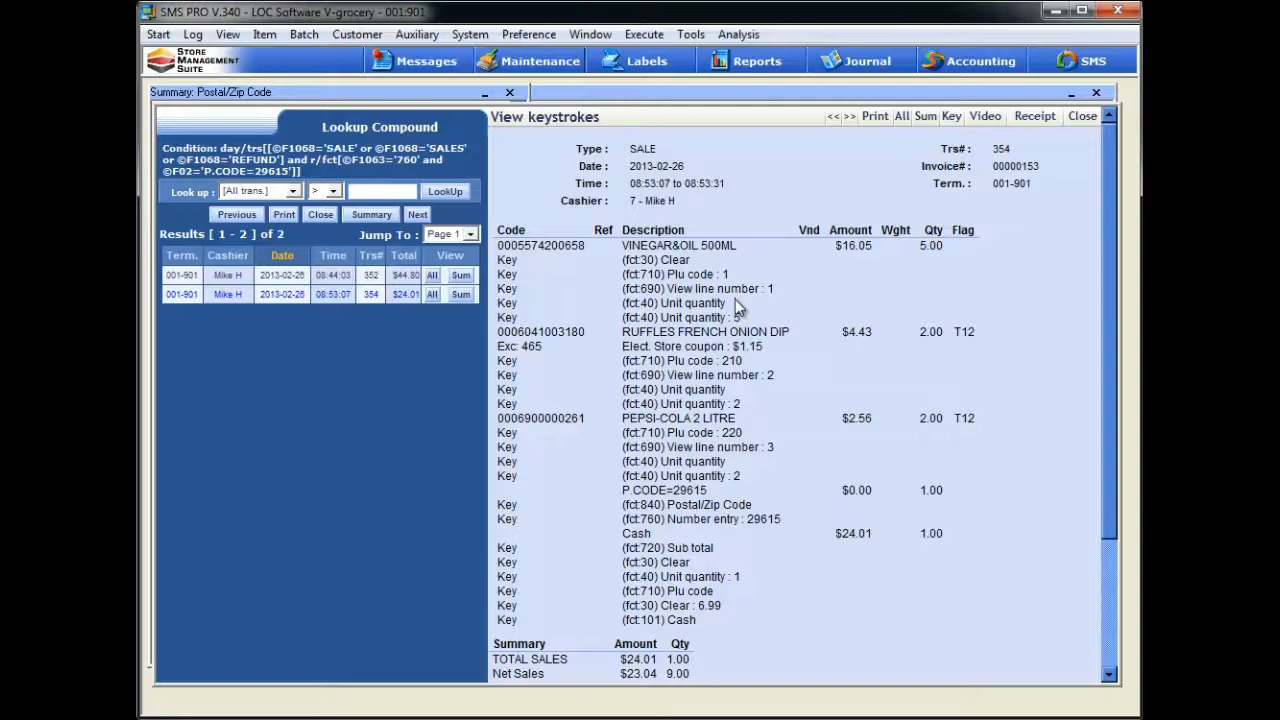 SMS PRO V.340 - LOC Software V-grocery - 001:901
Start Log View Item Batch Customer Auxiliary System Preference Window Execute Tools Analysis
STORE MANAGEMENT SUITE Messages Maintenance Labels Reports Journal Accounting SMS
Summary: Postal/Zip Code
Lookup Compound
Condition: day/trs[[©F1068='SALE' or ©F1068='SALES'
or ©F1068='REFUND'] and r/fct[©F1063='760' and
©F02='P.CODE=29615']]
Look up : [All trans.] > LookUp
Previous Print Close Summary Next
Results [ 1 - 2 ] of 2 Jump To : Page 1
Term. Cashier Date Time Trs# Total View
001-901 Mike H 2013-02-26 08:44:03 352 $44.80 All Sum
001-901 Mike H 2013-02-26 08:53:07 354 $24.01 All Sum
View keystrokes << >> Print All Sum Key Video Receipt Close
Type : SALE Trs# : 354
Date : 2013-02-26 Invoice# : 00000153
Time : 08:53:07 to 08:53:31 Term. : 001-901
Cashier : 7 - Mike H
Code Ref Description Vnd Amount Wght Qty Flag
0005574200658 VINEGAR&OIL 500ML $16.05 5.00
Key (fct:30) Clear
Key (fct:710) Plu code : 1
Key (fct:690) View line number : 1
Key (fct:40) Unit quantity
Key (fct:40) Unit quantity : 5
0006041003180 RUFFLES FRENCH ONION DIP $4.43 2.00 T12
Exc: 465 Elect. Store coupon : $1.15
Key (fct:710) Plu code : 210
Key (fct:690) View line number : 2
Key (fct:40) Unit quantity
Key (fct:40) Unit quantity : 2
0006900000261 PEPSI-COLA 2 LITRE $2.56 2.00 T12
Key (fct:710) Plu code : 220
Key (fct:690) View line number : 3
Key (fct:40) Unit quantity
Key (fct:40) Unit quantity : 2
P.CODE=29615 $0.00 1.00
Key (fct:840) Postal/Zip Code
Key (fct:760) Number entry : 29615
Cash $24.01 1.00
Key (fct:720) Sub total
Key (fct:30) Clear
Key (fct:40) Unit quantity : 1
Key (fct:710) Plu code
Key (fct:30) Clear : 6.99
Key (fct:101) Cash
Summary Amount Qty
TOTAL SALES $24.01 1.00
Net Sales $23.04 9.00